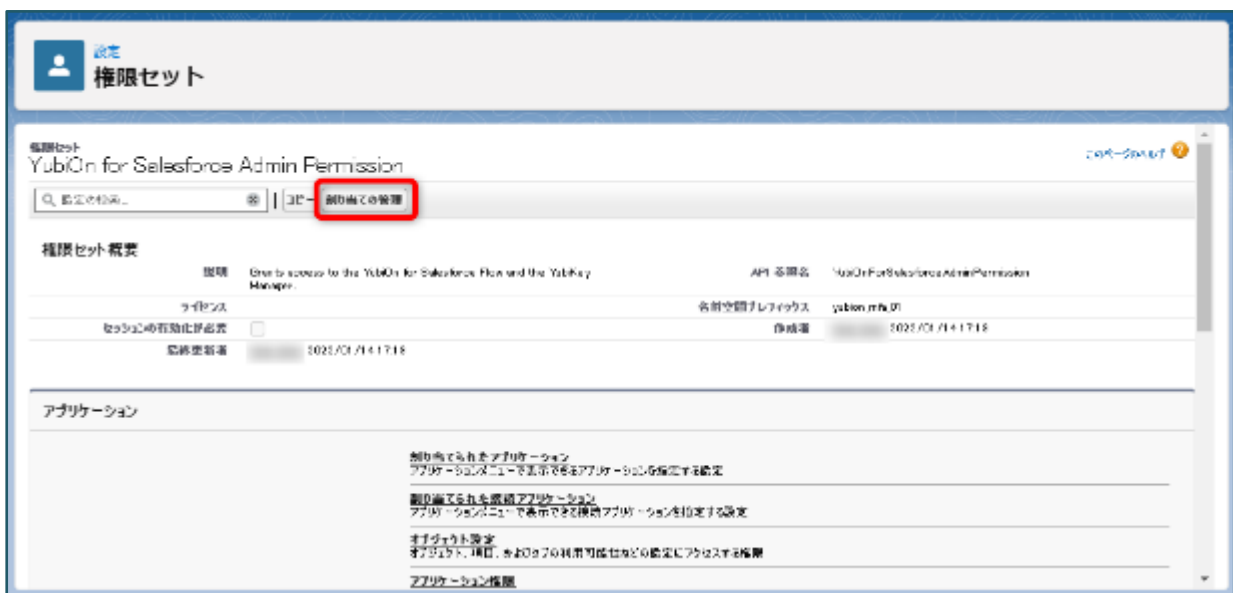 設定
権限セット
権限セット
YubiOn for Salesforce Admin Permission
このページのヘルプ
設定の検索...
コピー
割り当ての管理
権限セット概要
説明
Grants access to the YubiOn for Salesforce Flow and the YubiKey Manager.
API 参照名
YubiOnForSalesforceAdminPermission
ライセンス
名前空間プレフィックス
yubion_mfa_01
セッションの有効化が必要
作成者
最終更新者
アプリケーション
割り当てられたアプリケーション
アプリケーションメニューで表示できるアプリケーションを指定する設定
割り当てられた接続アプリケーション
アプリケーションメニューで表示できる接続アプリケーションを指定する設定
オブジェクト設定
オブジェクト、項目、およびタブの利用可能性などの設定にアクセスする権限
アプリケーション権限